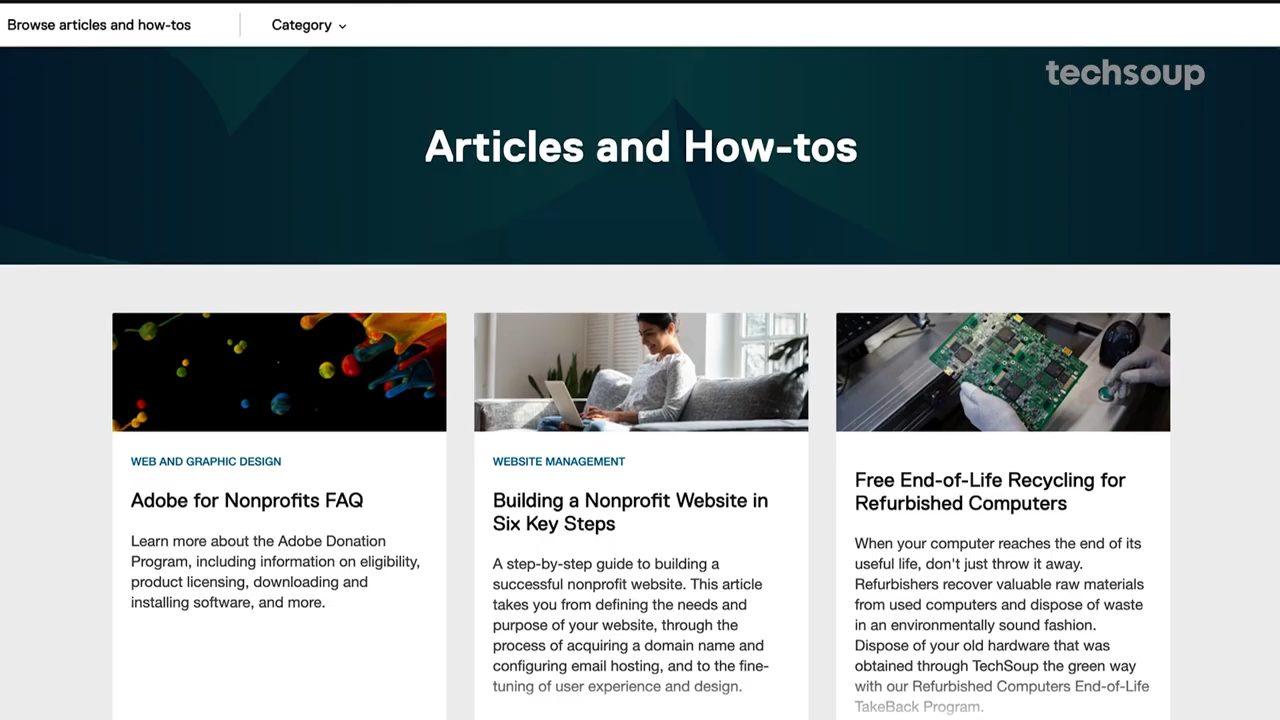 Browse articles and how-tos
Category
techsoup
Articles and How-tos
WEB AND GRAPHIC DESIGN
Adobe for Nonprofits FAQ
Learn more about the Adobe Donation
Program, including information on eligibility,
product licensing, downloading and
installing software, and more.
WEBSITE MANAGEMENT
Building a Nonprofit Website in
Six Key Steps
A step-by-step guide to building a
successful nonprofit website. This article
takes you from defining the needs and
purpose of your website, through the
process of acquiring a domain name and
configuring email hosting, and to the fine-
tuning of user experience and design.
Free End-of-Life Recycling for
Refurbished Computers
When your computer reaches the end of its
useful life, don't just throw it away.
Refurbishers recover valuable raw materials
from used computers and dispose of waste
in an environmentally sound fashion.
Dispose of your old hardware that was
obtained through TechSoup the green way
with our Refurbished Computers End-of-Life
TakeBack Program.